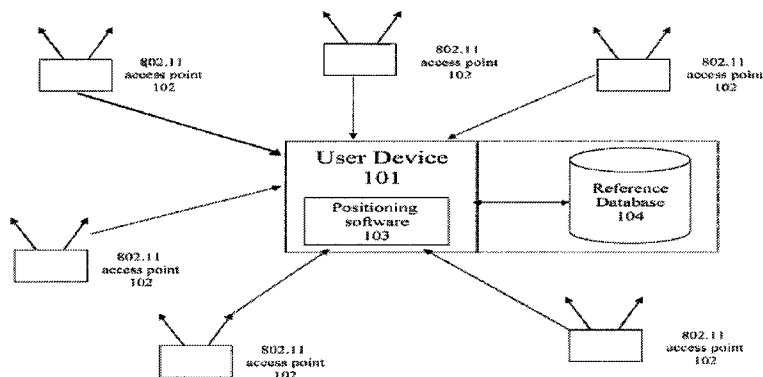 802.11
access point
102
802.11
access point
102
802.11
access point
102
User Device
101
Positioning
software
103
Reference
Database
104
802.11
access point
102
802.11
access point
102
802.11
access point
102